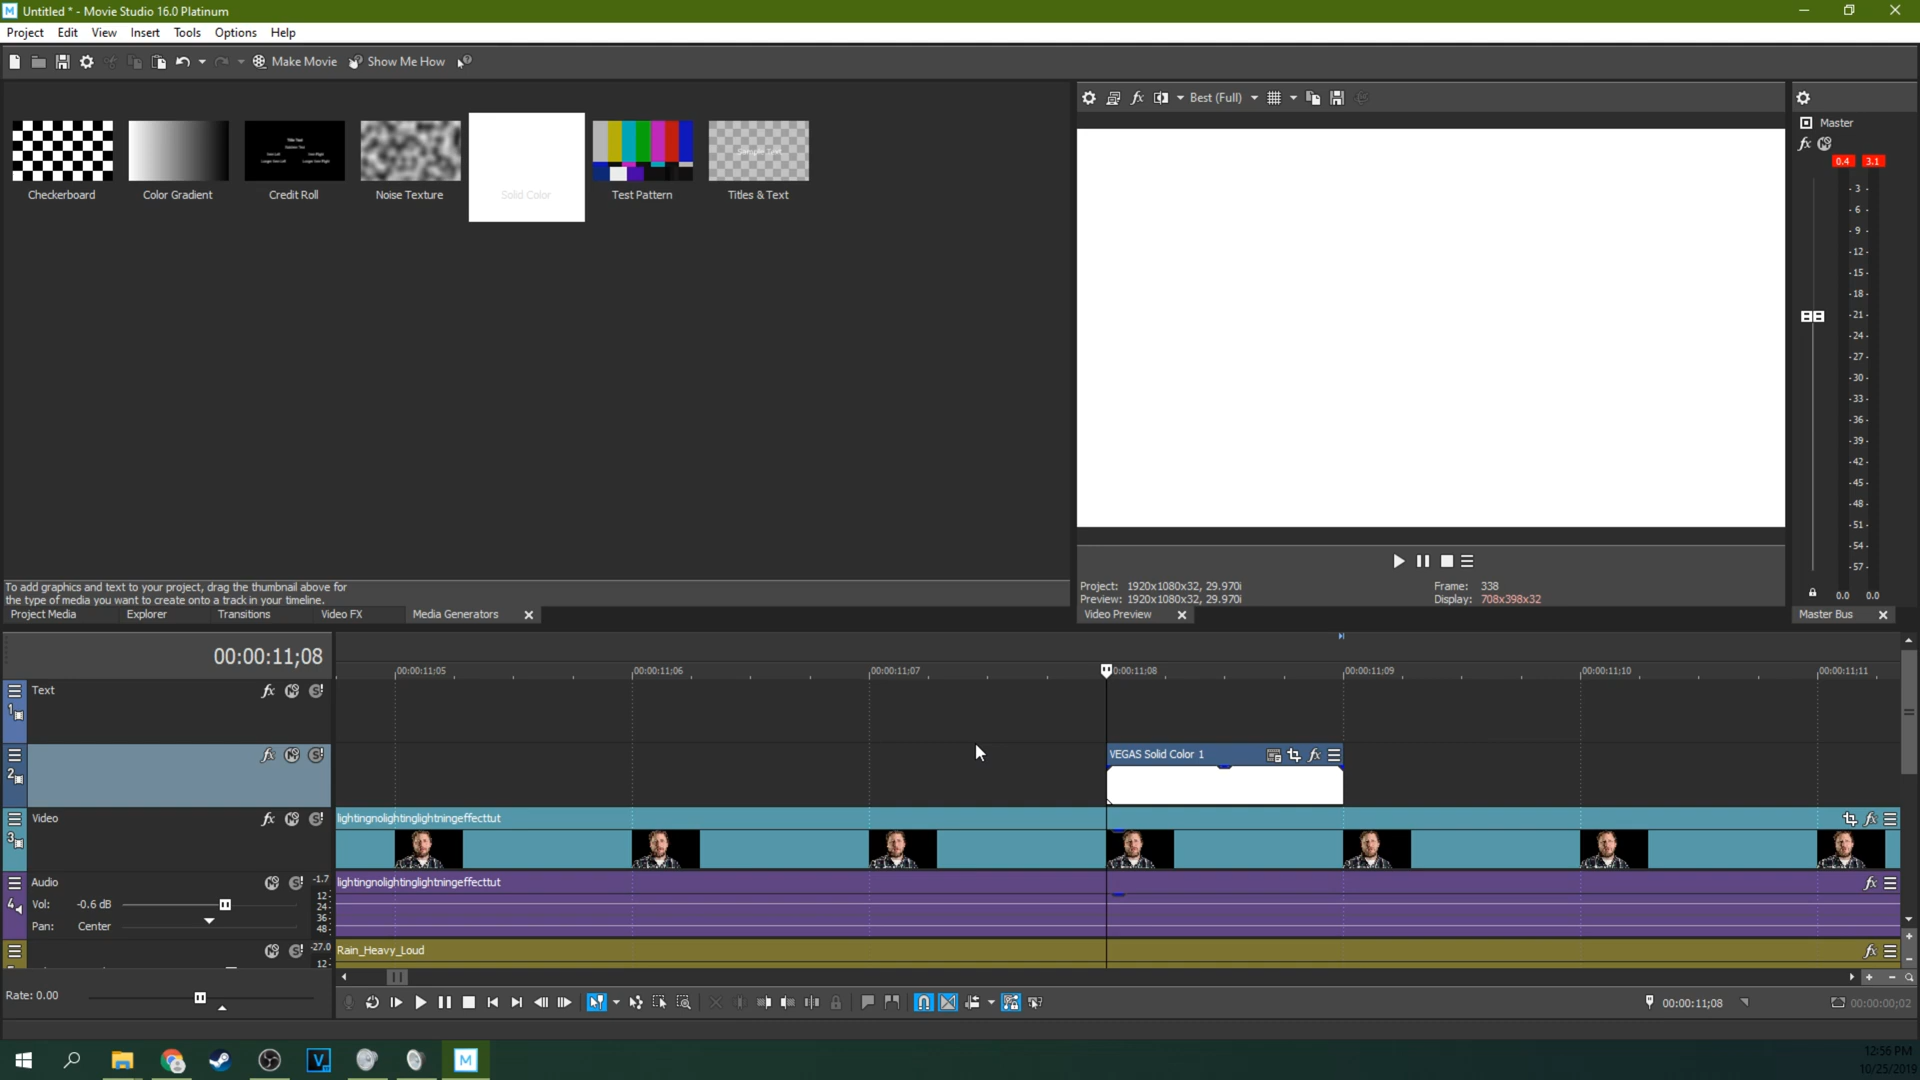 Untitled * - Movie Studio 16.0 Platinum
Project Edit View Insert Tools Options Help
Make Movie Show Me How
Best (Full)
Master
0.4 3.1
Checkerboard Color Gradient Credit Roll Noise Texture Solid Color Test Pattern Titles & Text
- 3 -
- 6 -
- 9 -
-12-
-15-
-18-
-21-
-24-
-27-
-30-
-33-
-36-
-39-
-42-
-45-
-48-
-51-
-54-
-57-
0.0 0.0
To add graphics and text to your project, drag the thumbnail above for
the type of media you want to create onto a track in your timeline.
Project: 1920x1080x32, 29.970i Frame: 338
Preview: 1920x1080x32, 29.970i Display: 708x398x32
Project Media Explorer Transitions Video FX Media Generators Video Preview Master Bus
00:00:11;08
00:00:11;05 00:00:11;06 00:00:11;07 0:00:11;08 00:00:11;09 00:00:11;10 00:00:11;11
1 Text
2 VEGAS Solid Color 1
3 Video lightingnolightinglightningeffecttut
4 Audio -1.7 lightingnolightinglightningeffecttut
Vol: -0.6 dB
Pan: Center
12-
24-
36-
48-
-27.0 Rain_Heavy_Loud
12-
Rate: 0.00
00:00:11;08 00:00:00;02
12:56 PM
10/25/2019